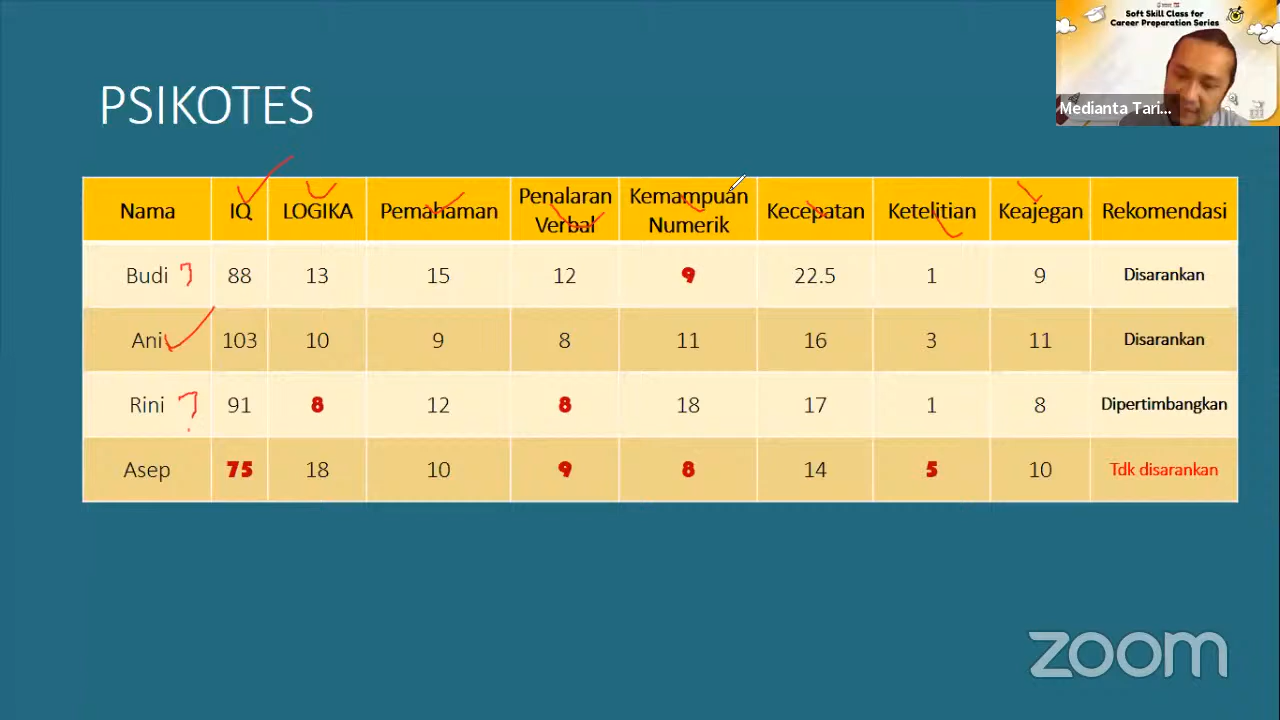 Soft Skill Class for
Career Preparation Series
Medianta Tari...
PSIKOTES
Nama IQ LOGIKA Pemahaman Penalaran Verbal Kemampuan Numerik Kecepatan Ketelitian Keajegan Rekomendasi
Budi ? 88 13 15 12 9 22.5 1 9 Disarankan
Ani 103 10 9 8 11 16 3 11 Disarankan
Rini ? 91 8 12 8 18 17 1 8 Dipertimbangkan
Asep 75 18 10 9 8 14 5 10 Tdk disarankan
zoom